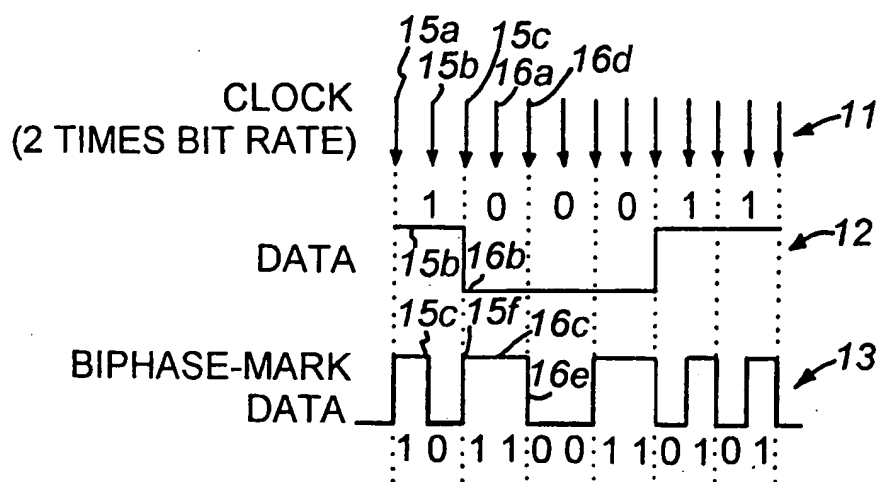 15a
15b
15c
16a
16d
CLOCK
(2 TIMES BIT RATE)
11
1 0 0 0 1 1
DATA
15b
16b
12
15c
15f
16c
BIPHASE-MARK
DATA
16e
13
1 0 1 1 0 0 1 1 0 1 0 1